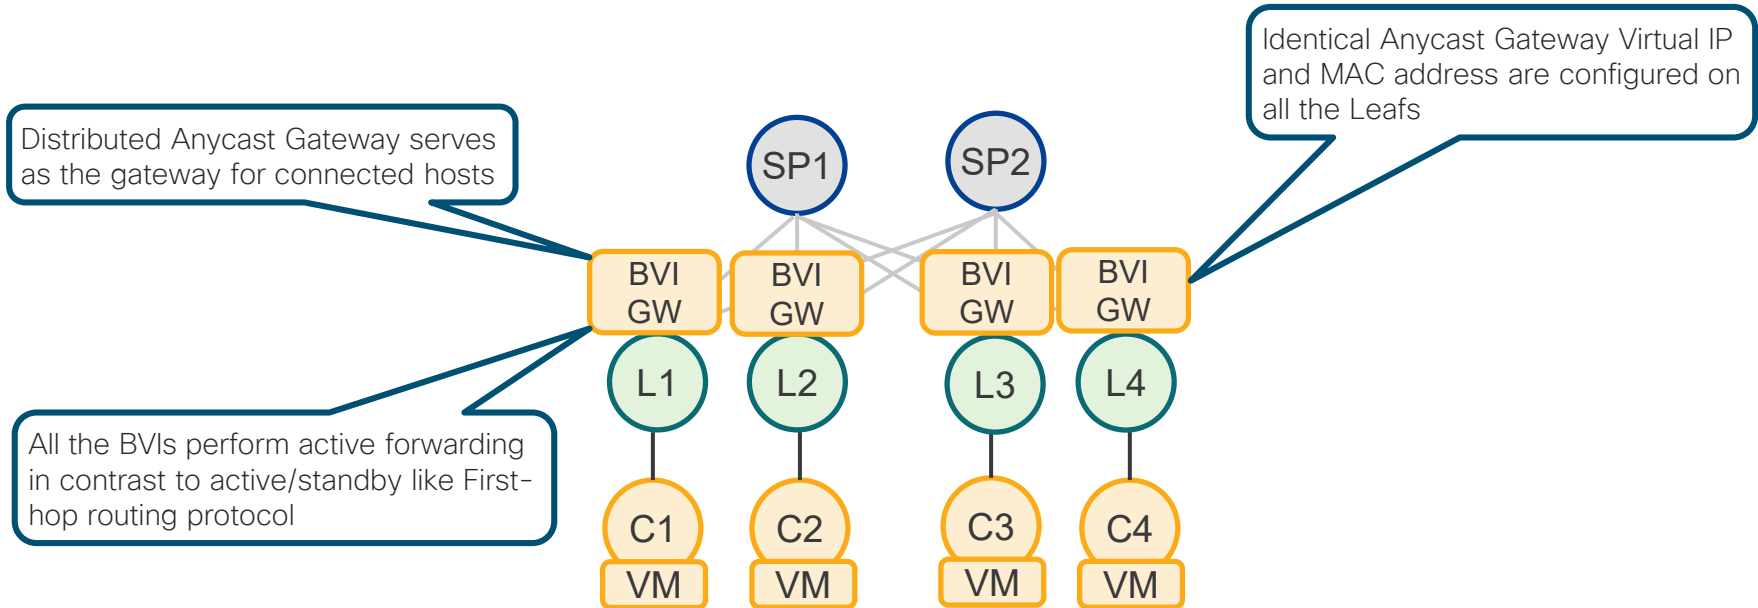 Identical Anycast Gateway Virtual IP
and MAC address are configured on
all the Leafs
Distributed Anycast Gateway serves
as the gateway for connected hosts
SP1
SP2
BVI
GW
BVI
GW
BVI
GW
BVI
GW
L1
L2
L3
L4
All the BVIs perform active forwarding
in contrast to active/standby like First-
hop routing protocol
C1
C2
C3
C4
VM
VM
VM
VM